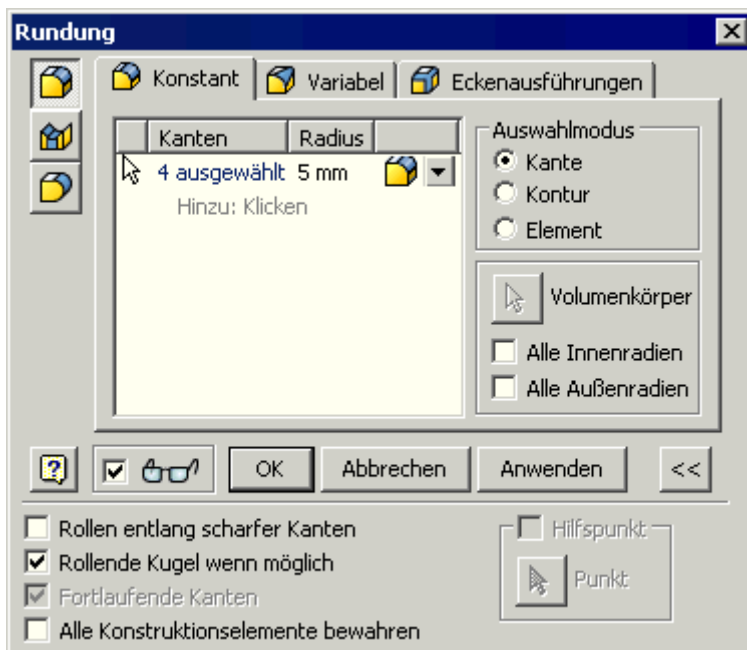 Rundung
Konstant
Variabel
Eckenausführungen
Kanten
Radius
4 ausgewählt
5 mm
Hinzu: Klicken
Auswahlmodus
Kante
Kontur
Element
Volumenkörper
Alle Innenradien
Alle Außenradien
OK
Abbrechen
Anwenden
<<
Rollen entlang scharfer Kanten
Rollende Kugel wenn möglich
Fortlaufende Kanten
Alle Konstruktionselemente bewahren
Hilfspunkt
Punkt